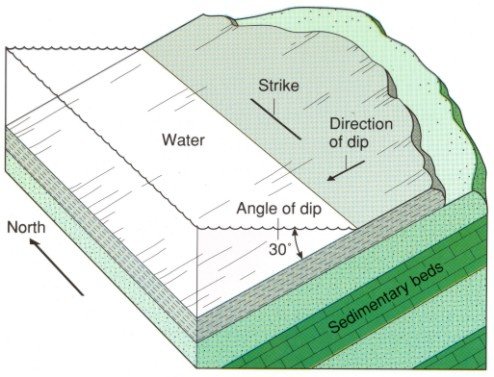 Strike
Direction
of dip
Water
Angle of dip
30°
North
Sedimentary beds